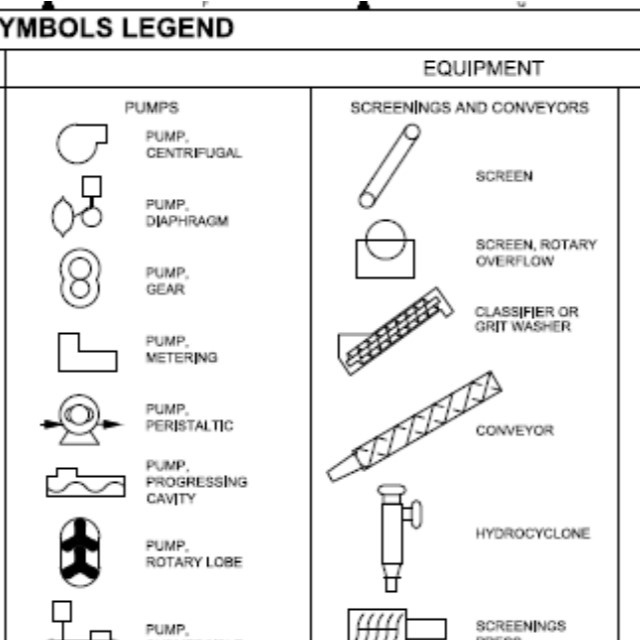 YMBOLS LEGEND
EQUIPMENT
PUMPS
PUMP,
CENTRIFUGAL
PUMP,
DIAPHRAGM
PUMP,
GEAR
PUMP,
METERING
PUMP,
PERISTALTIC
PUMP,
PROGRESSING
CAVITY
PUMP,
ROTARY LOBE
PUMP,
SCREENINGS AND CONVEYORS
SCREEN
SCREEN, ROTARY
OVERFLOW
CLASSIFIER OR
GRIT WASHER
CONVEYOR
HYDROCYCLONE
SCREENINGS
PRESS